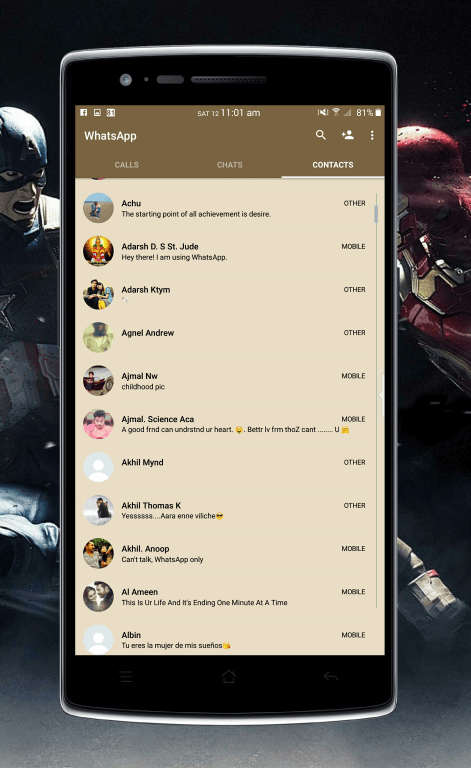 SAT 12 11:01 am
81%
WhatsApp
CALLS
CHATS
CONTACTS
Achu
OTHER
The starting point of all achievement is desire.
Adarsh D. S St. Jude
MOBILE
Hey there! I am using WhatsApp.
Adarsh Ktym
OTHER
Agnel Andrew
OTHER
Ajmal Nw
MOBILE
childhood pic
Ajmal. Science Aca
MOBILE
A good frnd can undrstnd ur heart. 😝. Bettr lv frm thoZ cant ........ U 🤗
Akhil Mynd
OTHER
Akhil Thomas K
OTHER
Yessssss....Aara enne viliche😎
Akhil. Anoop
MOBILE
Can't talk, WhatsApp only
Al Ameen
MOBILE
This Is Ur Life And It's Ending One Minute At A Time
Albin
MOBILE
Tu eres la mujer de mis sueños😘